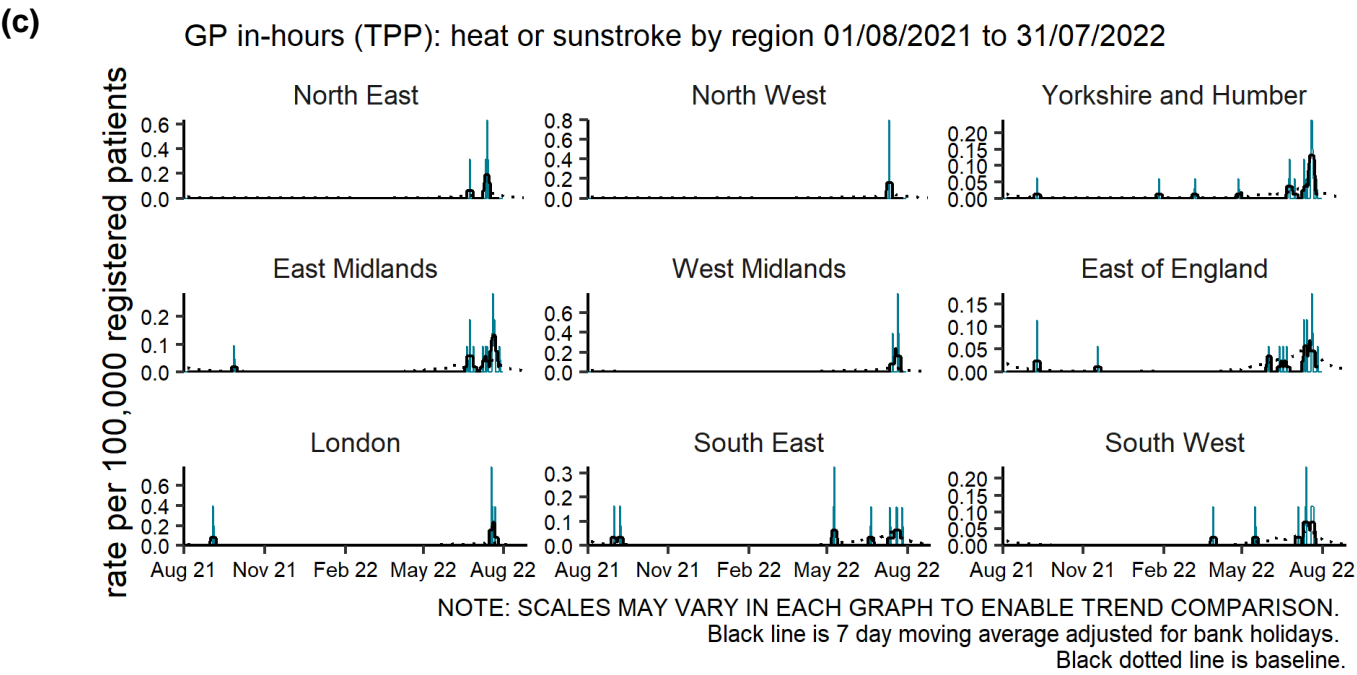 (c)
GP in-hours (TPP): heat or sunstroke by region 01/08/2021 to 31/07/2022
rate per 100,000 registered patients
North East
0.6
0.4
0.2
0.0
North West
0.8
0.6
0.4
0.2
0.0
Yorkshire and Humber
0.20
0.15
0.10
0.05
0.00
East Midlands
0.2
0.1
0.0
West Midlands
0.6
0.4
0.2
0.0
East of England
0.15
0.10
0.05
0.00
London
0.6
0.4
0.2
0.0
Aug 21 Nov 21 Feb 22 May 22 Aug 22
South East
0.3
0.2
0.1
0.0
Aug 21 Nov 21 Feb 22 May 22 Aug 22
South West
0.20
0.15
0.10
0.05
0.00
Aug 21 Nov 21 Feb 22 May 22 Aug 22
NOTE: SCALES MAY VARY IN EACH GRAPH TO ENABLE TREND COMPARISON.
Black line is 7 day moving average adjusted for bank holidays.
Black dotted line is baseline.